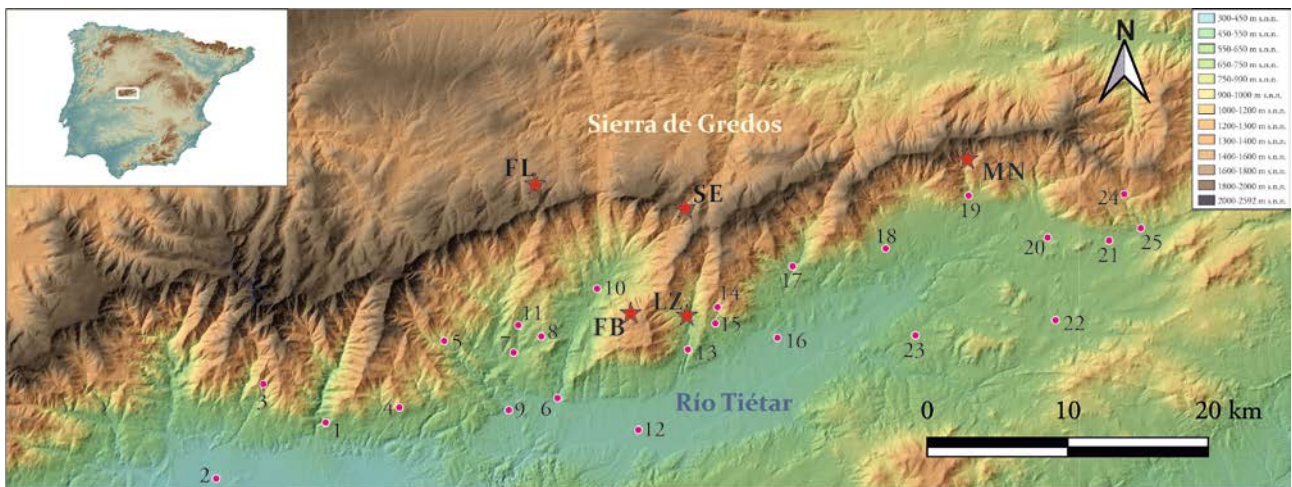 300-450 m s.n.n.
450-550 m s.n.n.
550-650 m s.n.n.
650-750 m s.n.n.
750-900 m s.n.n.
900-1000 m s.n.n.
1000-1200 m s.n.n.
1200-1300 m s.n.n.
1300-1400 m s.n.n.
1400-1600 m s.n.n.
1600-1800 m s.n.n.
1800-2000 m s.n.n.
2000-2592 m s.n.n.
N
Sierra de Gredos
FL
SE
MN
24
19
25
20
21
18
17
10
14
LZ
FB
15
11
8
5
7
13
16
22
23
3
6
4
9
Río Tiétar
1
12
2
0 10 20 km